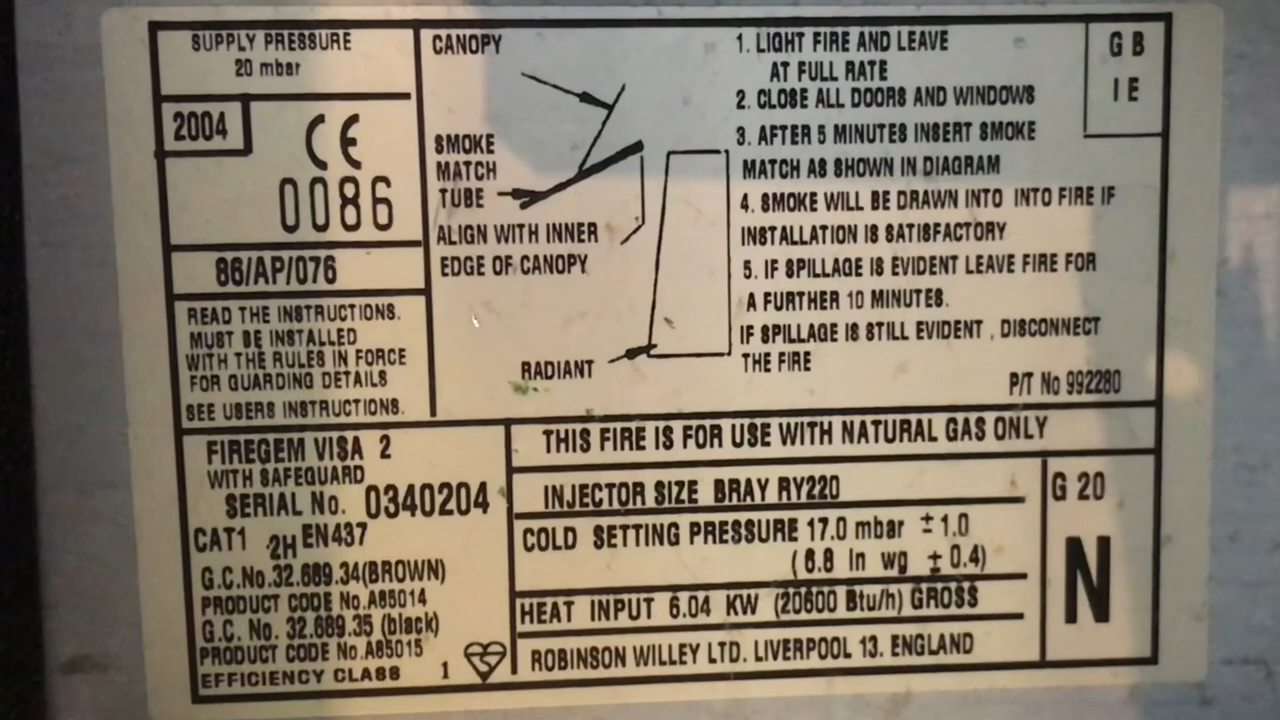 SUPPLY PRESSURE
20 mbar
2004
CE
0086
86/AP/076
READ THE INSTRUCTIONS.
MUST BE INSTALLED
WITH THE RULES IN FORCE
FOR GUARDING DETAILS
SEE USERS INSTRUCTIONS.
CANOPY
SMOKE
MATCH
TUBE
ALIGN WITH INNER
EDGE OF CANOPY
RADIANT
1. LIGHT FIRE AND LEAVE
AT FULL RATE
2. CLOSE ALL DOORS AND WINDOWS
3. AFTER 5 MINUTES INSERT SMOKE
MATCH AS SHOWN IN DIAGRAM
4. SMOKE WILL BE DRAWN INTO INTO FIRE IF
INSTALLATION IS SATISFACTORY
5. IF SPILLAGE IS EVIDENT LEAVE FIRE FOR
A FURTHER 10 MINUTES.
IF SPILLAGE IS STILL EVIDENT , DISCONNECT
THE FIRE
P/T No 992280
GB
IE
FIREGEM VISA 2
WITH SAFEGUARD
SERIAL No. 0340204
CAT1 2H EN437
G.C.No.32.689.34(BROWN)
PRODUCT CODE No.A85014
G.C. No. 32.689.35 (black)
PRODUCT CODE No.A85015
EFFICIENCY CLASS 1
THIS FIRE IS FOR USE WITH NATURAL GAS ONLY
INJECTOR SIZE BRAY RY220
COLD SETTING PRESSURE 17.0 mbar ±1.0
(6.8 In wg ±0.4)
HEAT INPUT 6.04 KW (20600 Btu/h) GROSS
ROBINSON WILLEY LTD. LIVERPOOL 13. ENGLAND
G 20
N